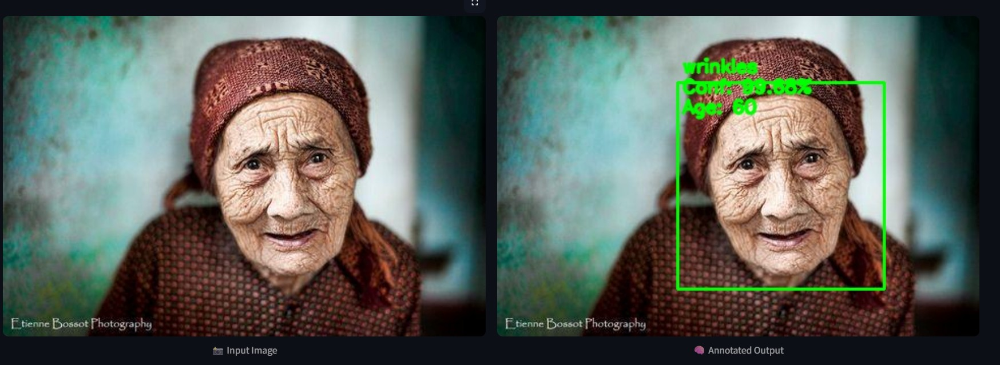 Etienne Bossot Photography
wrinkles
Conf: 99.68%
Age: 60
Etienne Bossot Photography
Input Image
Annotated Output